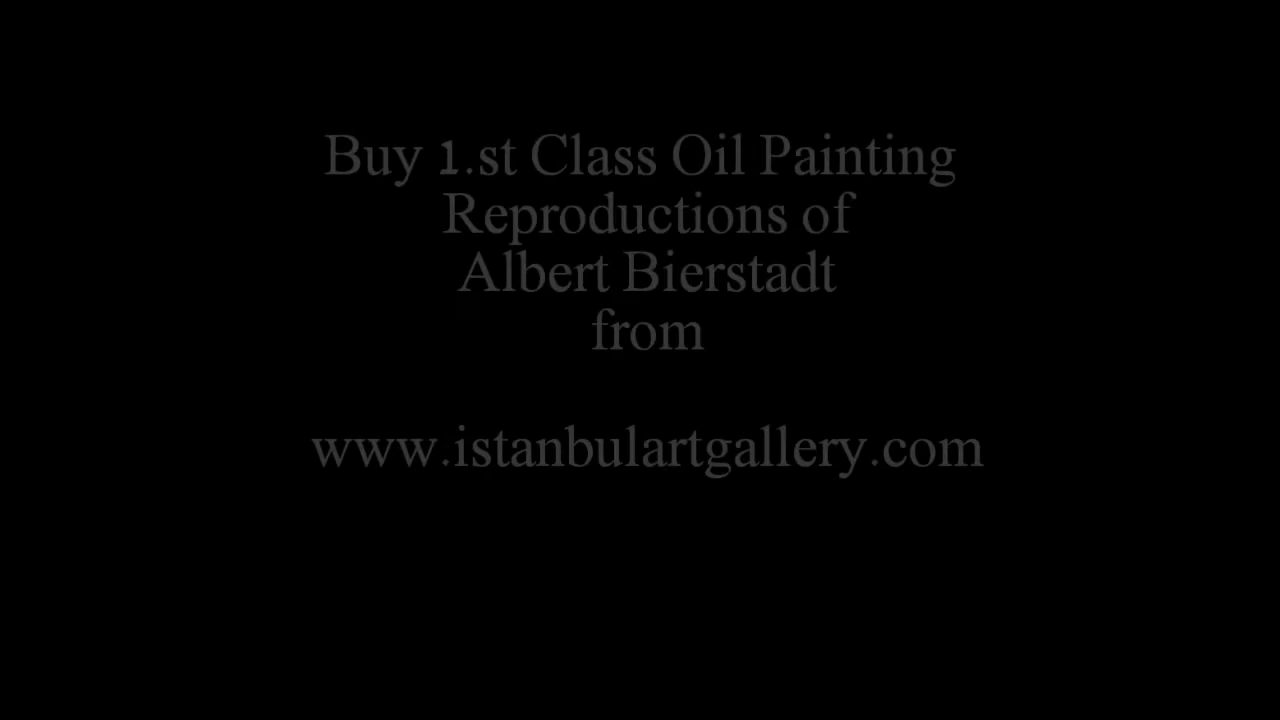 Buy 1.st Class Oil Painting
Reproductions of
Albert Bierstadt
from
www.istanbulartgallery.com